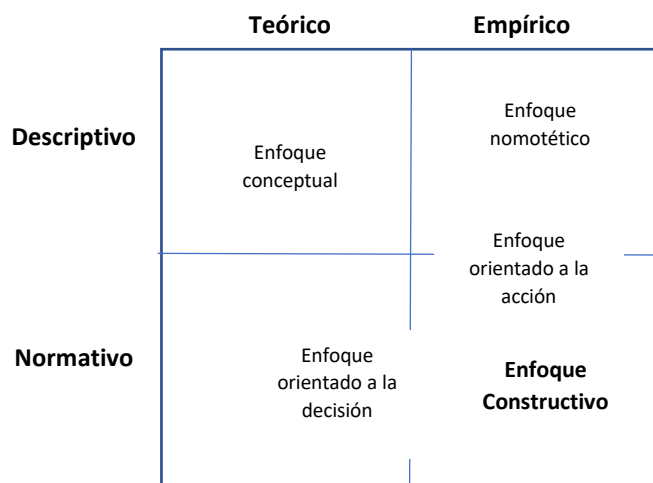 Teórico
Empírico
Descriptivo
Enfoque
conceptual
Enfoque
nomotético
Enfoque
orientado a la
acción
Normativo
Enfoque
orientado a la
decisión
Enfoque
Constructivo